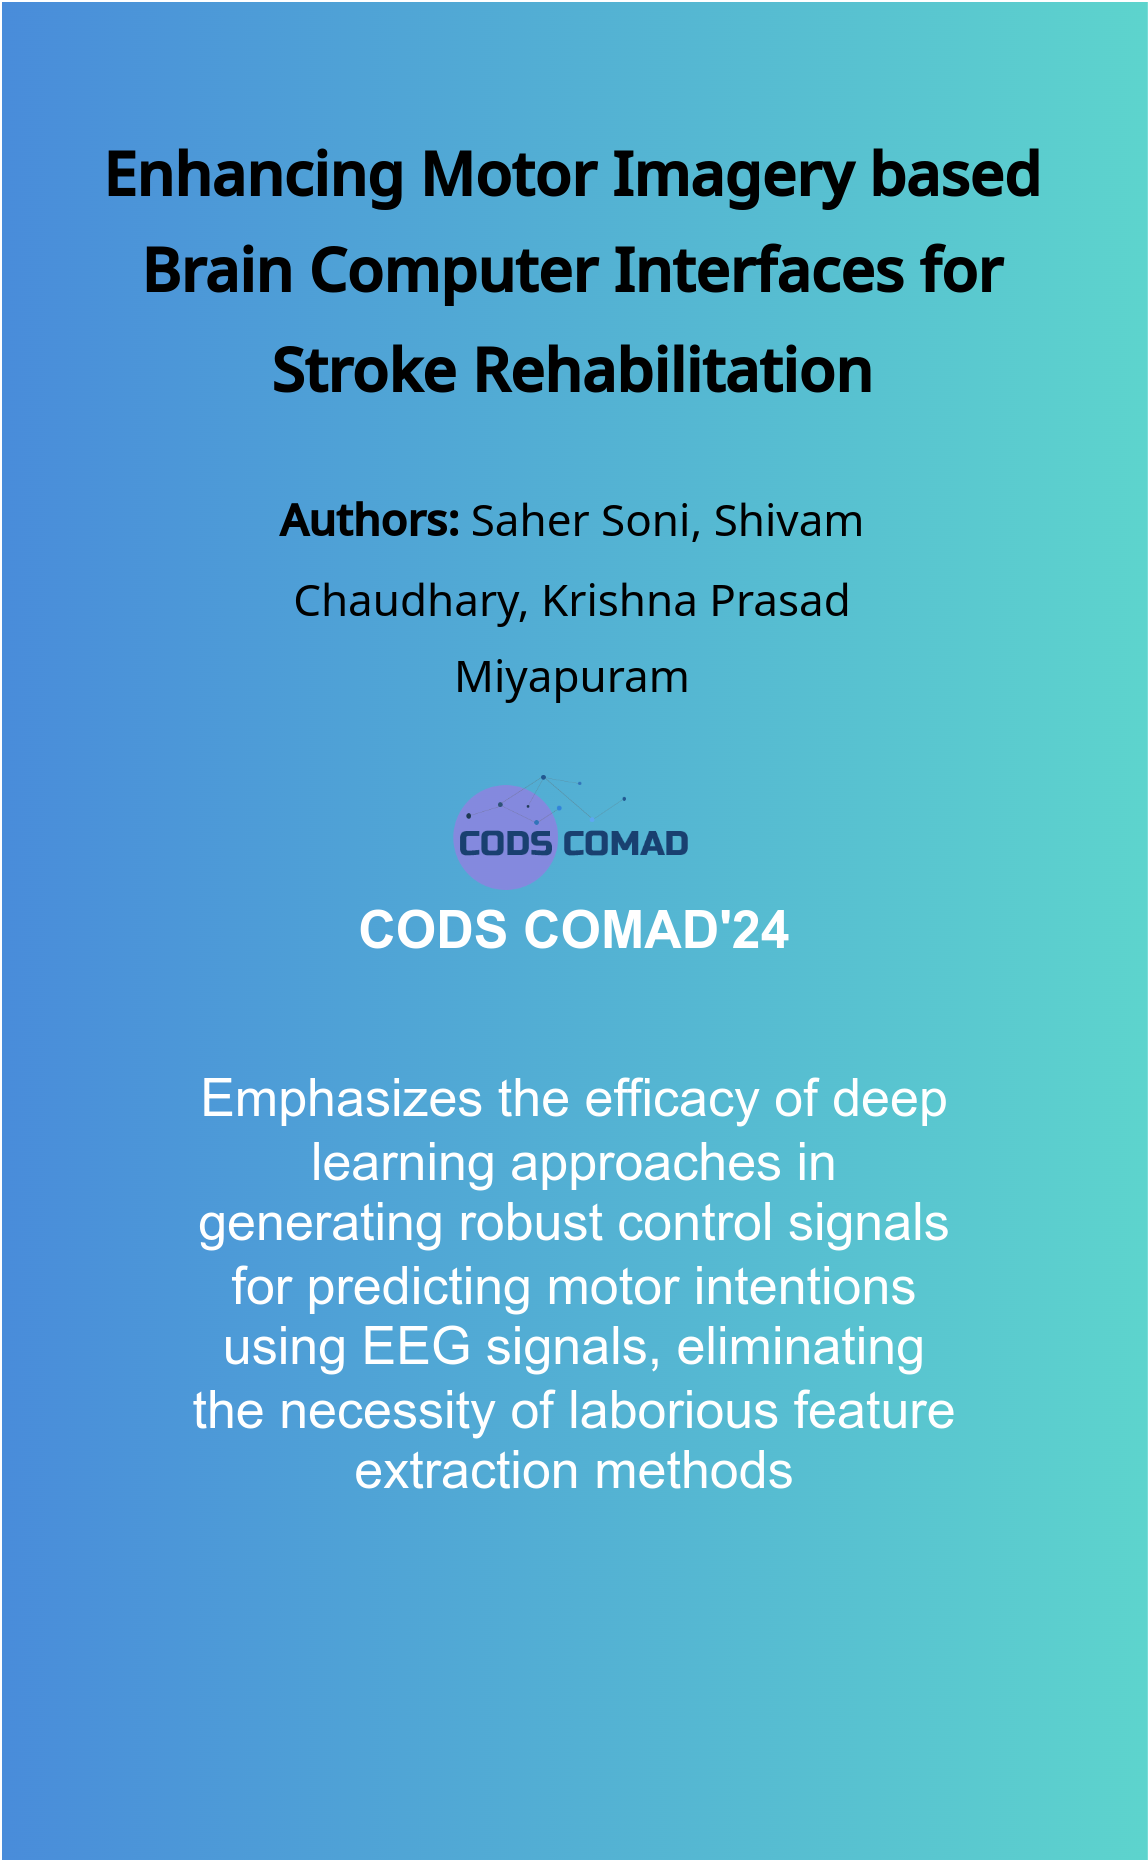 Enhancing Motor Imagery based
Brain Computer Interfaces for
Stroke Rehabilitation
Authors: Saher Soni, Shivam
Chaudhary, Krishna Prasad
Miyapuram
CODS COMAD
CODS COMAD'24
Emphasizes the efficacy of deep
learning approaches in
generating robust control signals
for predicting motor intentions
using EEG signals, eliminating
the necessity of laborious feature
extraction methods